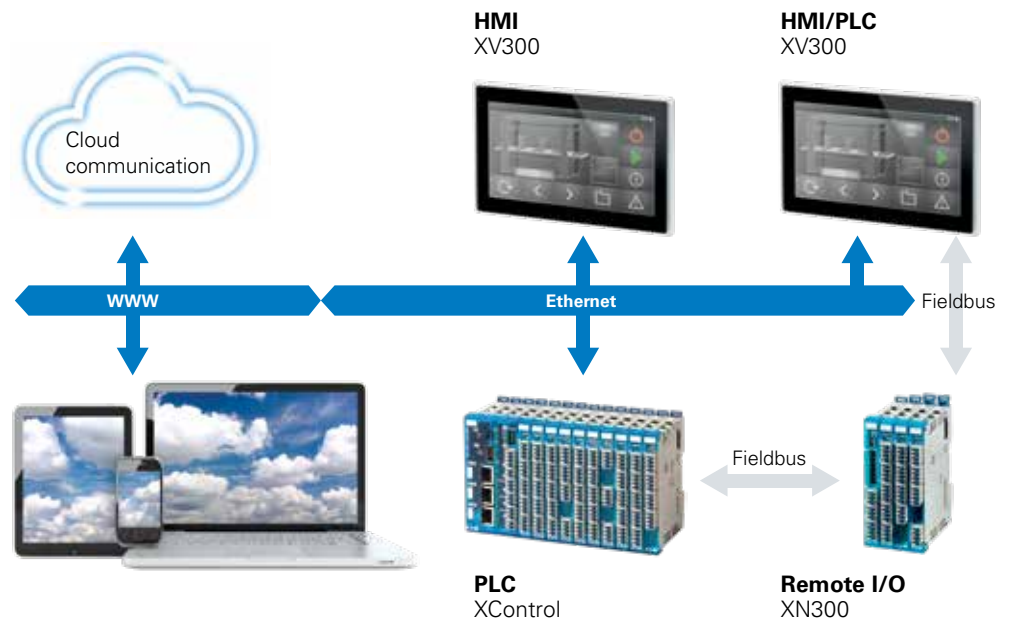 HMI
XV300
HMI/PLC
XV300
Cloud
communication
WWW
Ethernet
Fieldbus
Fieldbus
PLC
XControl
Remote I/O
XN300